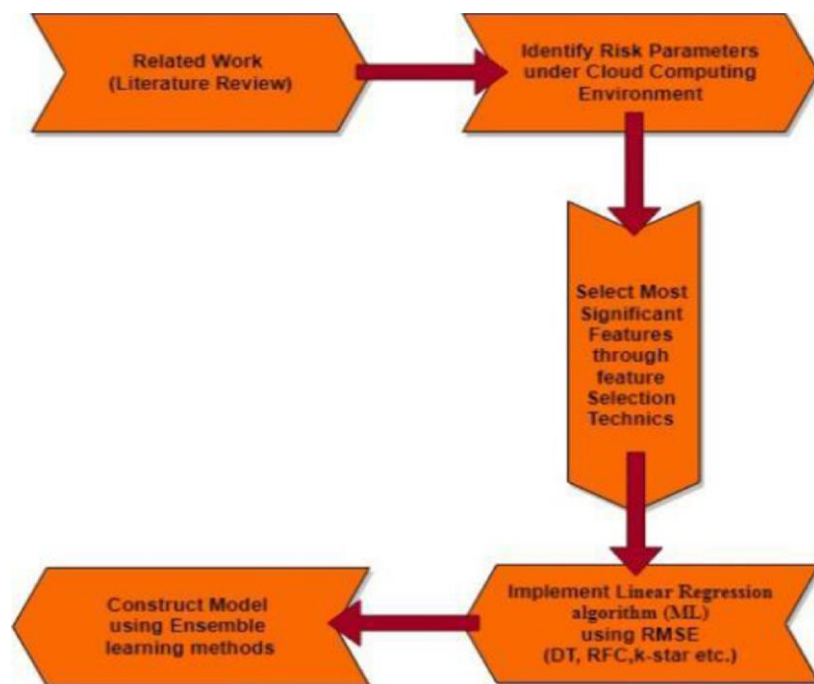 Related Work
(Literature Review)
Identify Risk Parameters
under Cloud Computing
Environment
Select Most
Significant
Features
through
feature
Selection
Technics
Implement Linear Regression
algorithm (ML)
using RMSE
(DT, RFC,k-star etc.)
Construct Model
using Ensemble
learning methods